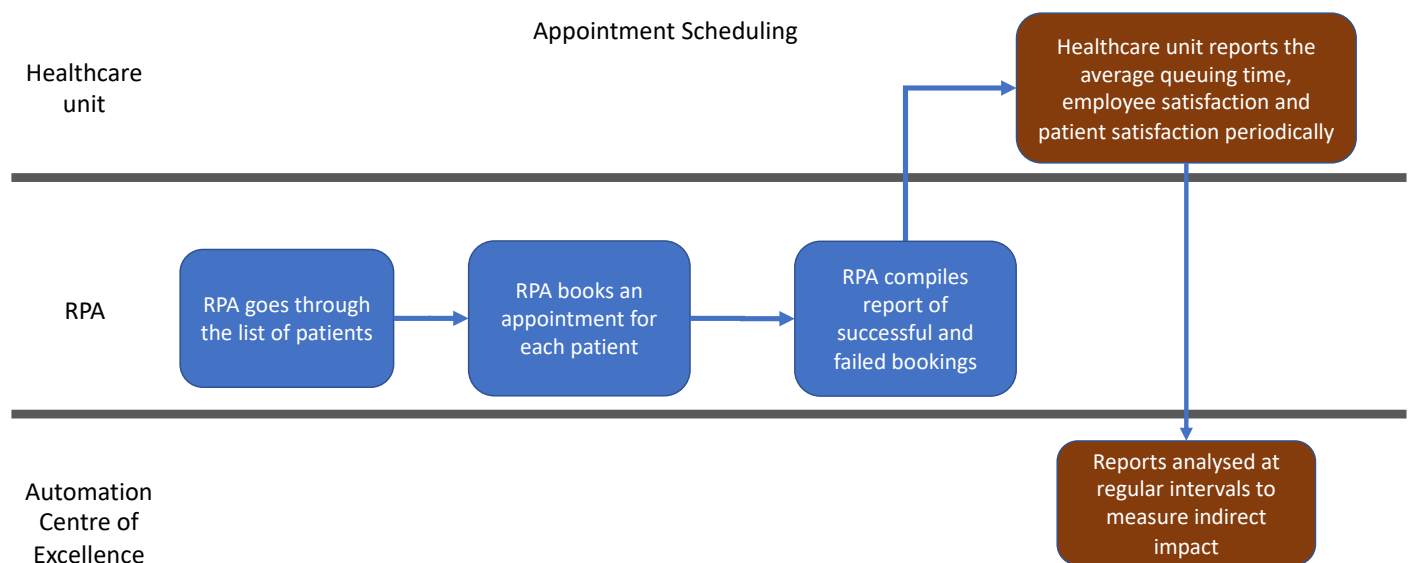 Appointment Scheduling
Healthcare
unit
Healthcare unit reports the
average queuing time,
employee satisfaction and
patient satisfaction periodically
RPA
RPA goes through
the list of patients
RPA books an
appointment for
each patient
RPA compiles
report of
successful and
failed bookings
Automation
Centre of
Excellence
Reports analysed at
regular intervals to
measure indirect
impact